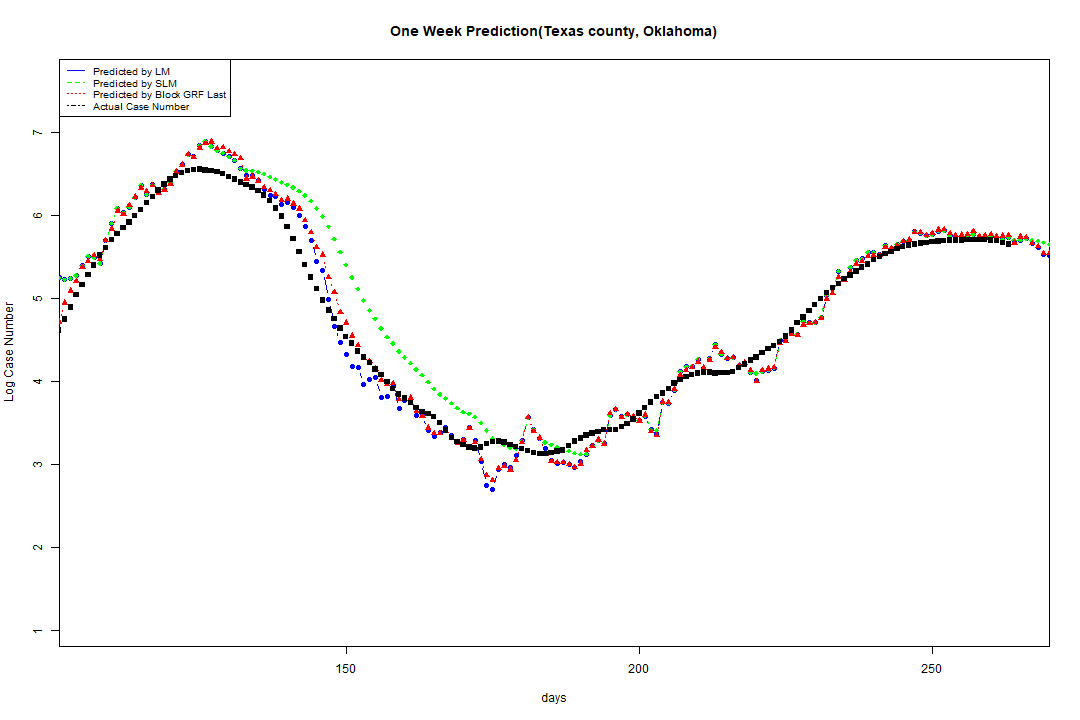 One Week Prediction(Texas county, Oklahoma)
Predicted by LM
Predicted by SLM
Predicted by Block GRF Last
Actual Case Number
7
6
5
4
3
2
1
Log Case Number
150 200 250
days